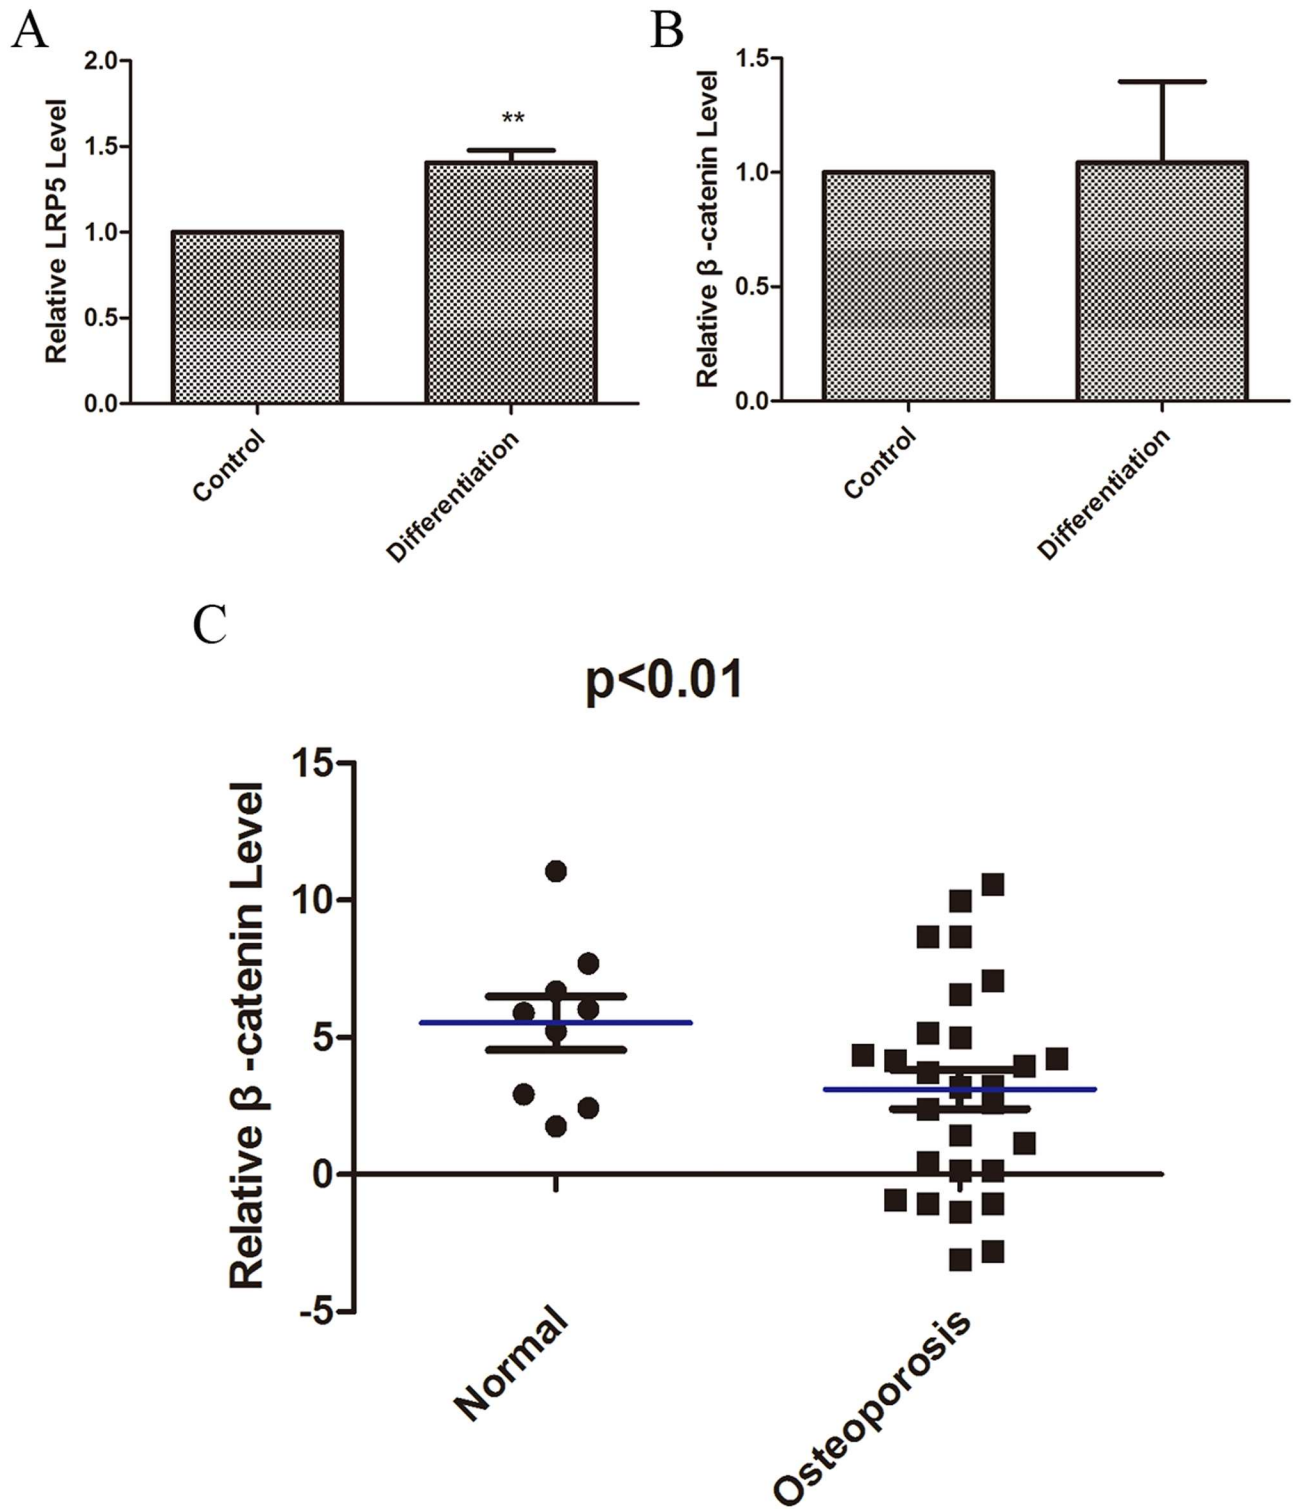 A
Relative LRP5 Level
2.0
1.5
1.0
0.5
0.0
**
Control
Differentiation
B
Relative β -catenin Level
1.5
1.0
0.5
0.0
Control
Differentiation
C
p<0.01
Relative β -catenin Level
15
10
5
0
-5
Normal
Osteoporosis